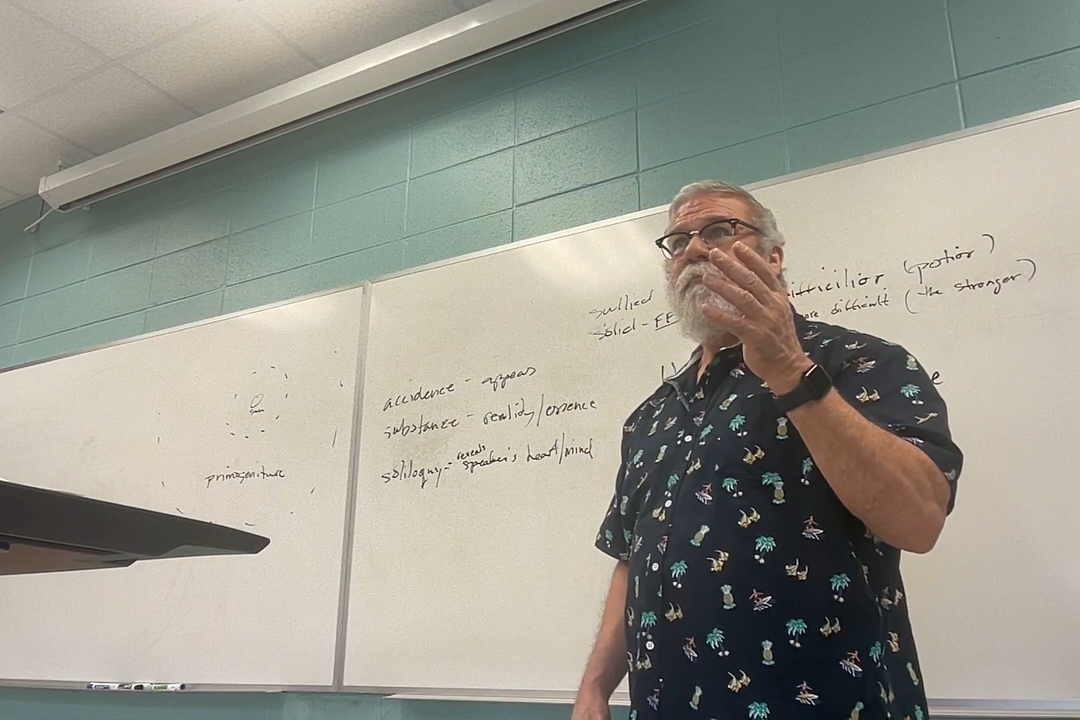 sun
primogeniture
accidence - appears
substance - reality/essence
reveals
soliloquy - speaker's heart/mind
sullied
difficilior (potior)
solid - FF
more difficult (the stronger)